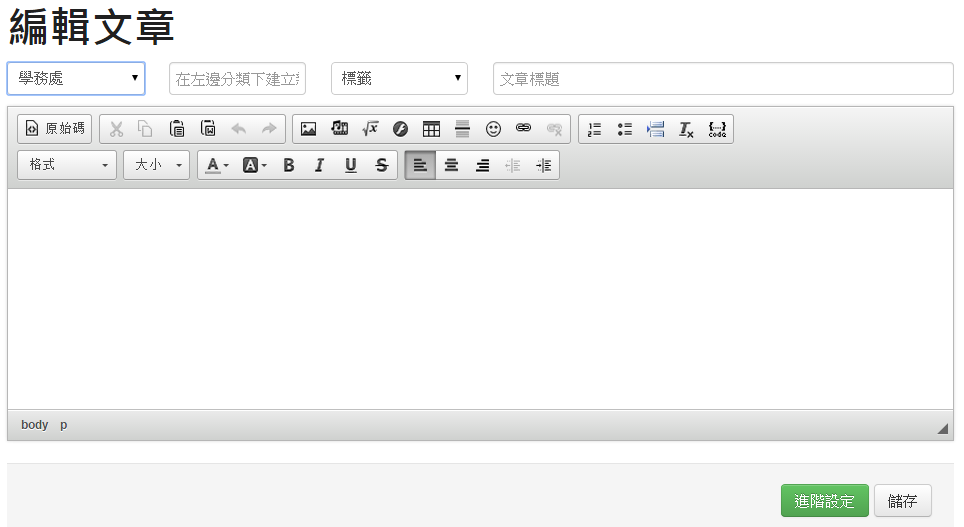 編輯文章
學務處 在左邊分類下建立 標籤 文章標題
原始碼
格式 大小 A A B I U S
body p
進階設定 儲存